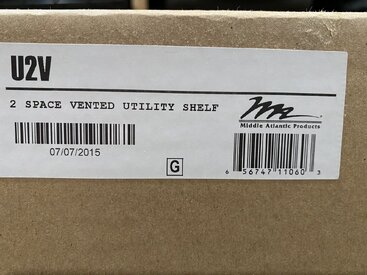 U2V
2 SPACE VENTED UTILITY SHELF
Middle Atlantic Products
07/07/2015
G
6 56747 11060 3